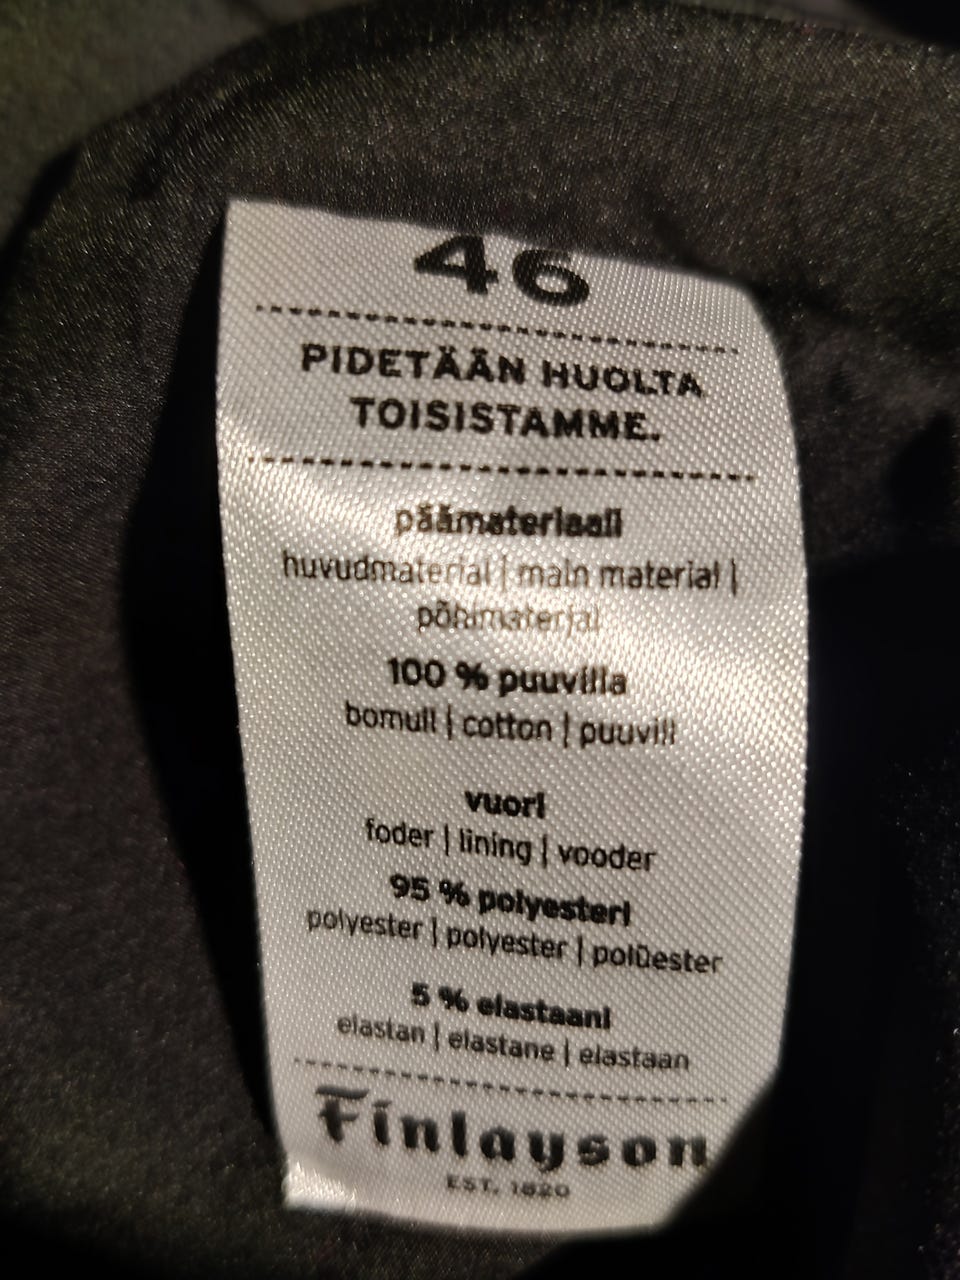 46
PIDETÄÄN HUOLTA
TOISISTAMME.
päämateriaali
huvudmaterial | main material |
põhimaterjal
100 % puuvilla
bomull | cotton | puuvill
vuori
foder | lining | vooder
95 % polyesteri
polyester | polyester | polüester
5 % elastaani
elastan | elastane | elastaan
Finlayson
EST. 1820